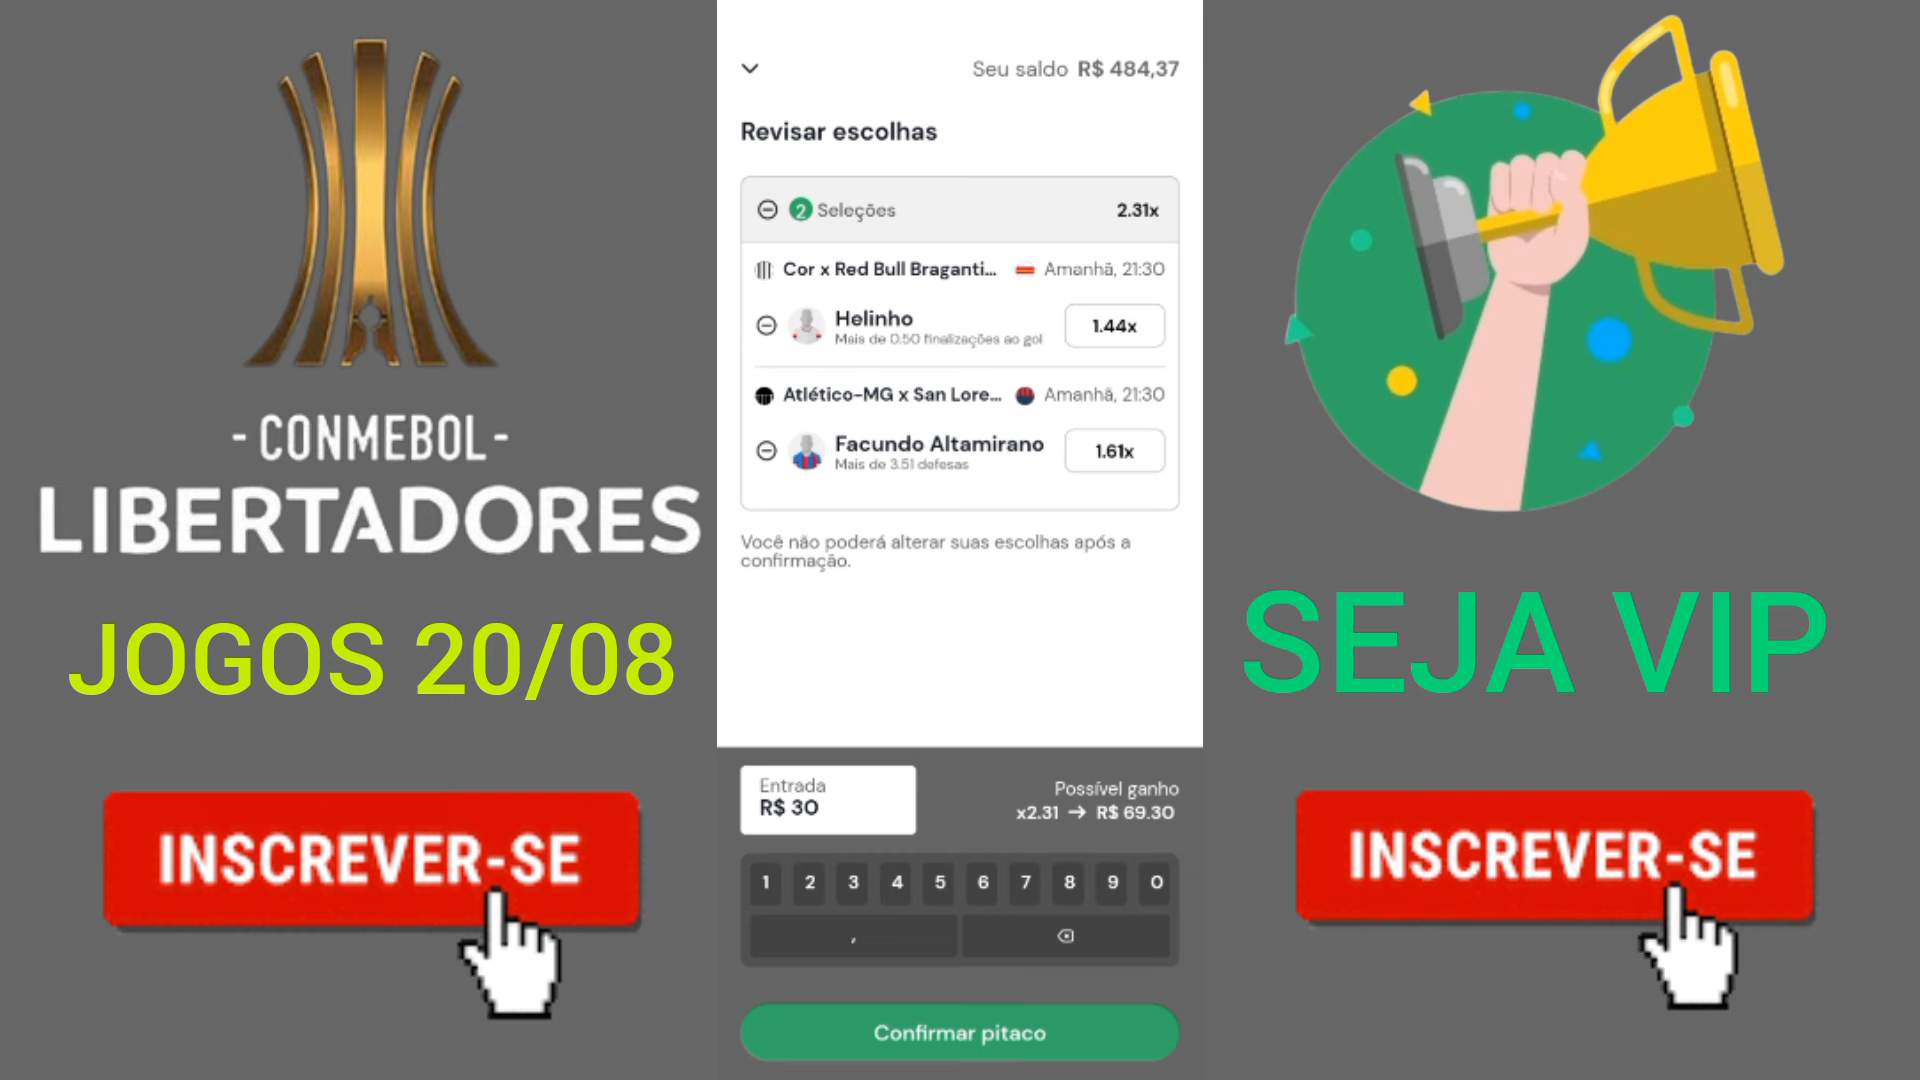 - CONMEBOL -
LIBERTADORES
JOGOS 20/08
INSCREVER-SE
Seu saldo R$ 484,37
Revisar escolhas
2 Seleções 2.31x
Cor x Red Bull Braganti... Amanhã, 21:30
Helinho 1.44x
Mais de 0.50 finalizações ao gol
Atlético-MG x San Lore... Amanhã, 21:30
Facundo Altamirano 1.61x
Mais de 3.51 defesas
Você não poderá alterar suas escolhas após a
confirmação.
Entrada
R$ 30
Possível ganho
x2.31 → R$ 69.30
1 2 3 4 5 6 7 8 9 0
,
Confirmar pitaco
SEJA VIP
INSCREVER-SE